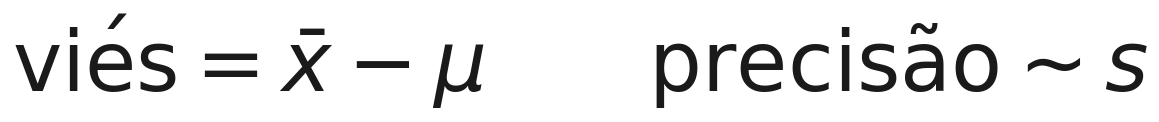 viés = x̄ − μ precisão ~ s